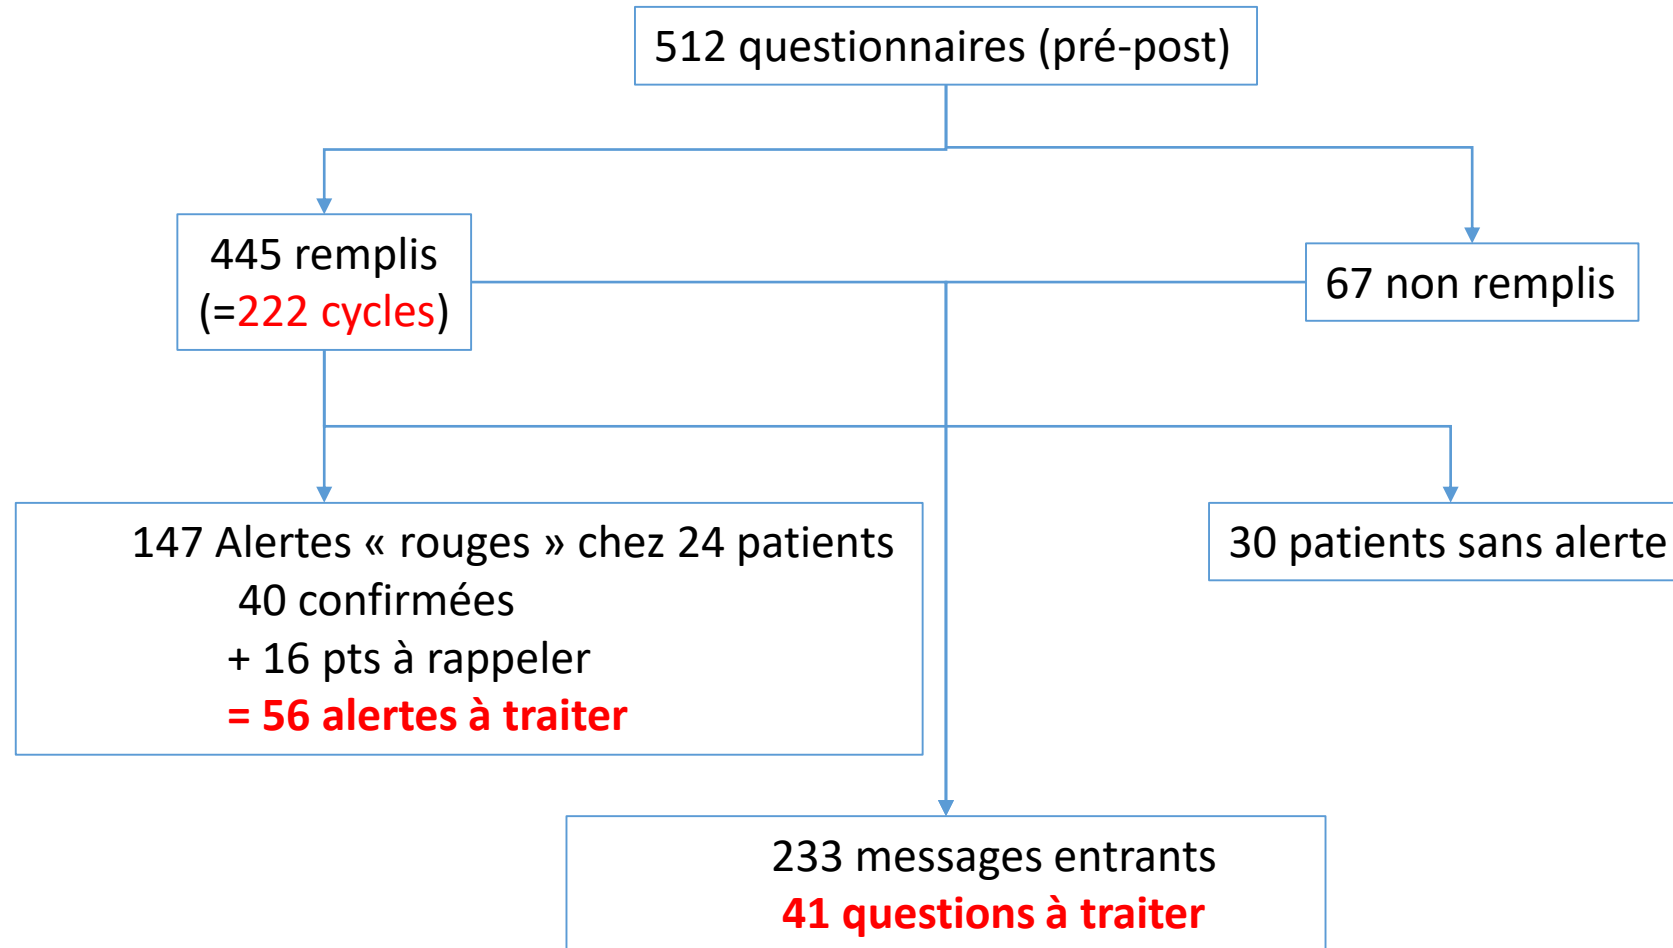 512 questionnaires (pré-post)
445 remplis
(=222 cycles)
67 non remplis
147 Alertes « rouges » chez 24 patients
40 confirmées
+ 16 pts à rappeler
= 56 alertes à traiter
30 patients sans alerte
233 messages entrants
41 questions à traiter